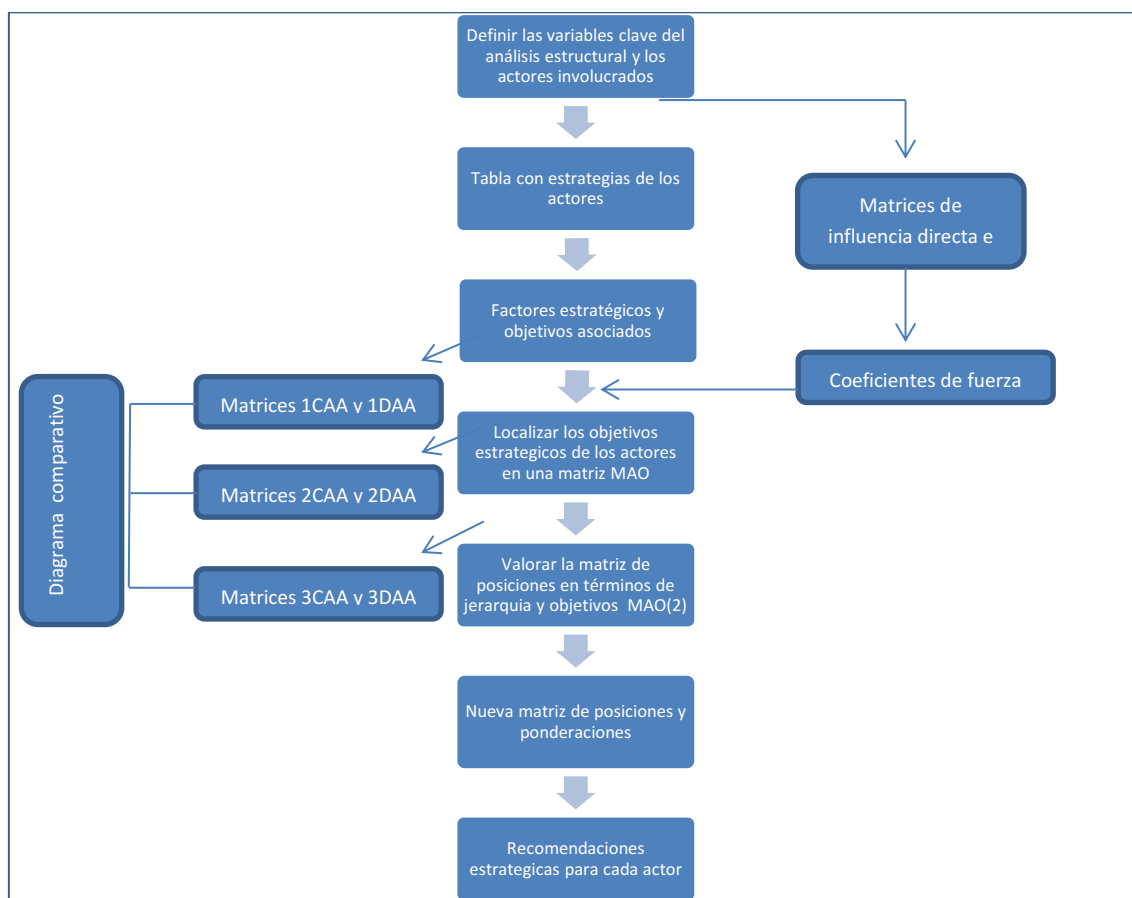 Definir las variables clave del
análisis estructural y los
actores involucrados
Tabla con estrategias de los
actores
Matrices de
influencia directa e
Factores estratégicos y
objetivos asociados
Coeficientes de fuerza
Diagrama comparativo
Matrices 1CAA v 1DAA
Localizar los objetivos
estrategicos de los actores
en una matriz MAO
Matrices 2CAA v 2DAA
Valorar la matriz de
posiciones en términos de
jerarquia y objetivos MAO(2)
Matrices 3CAA v 3DAA
Nueva matriz de posiciones y
ponderaciones
Recomendaciones
estrategicas para cada actor